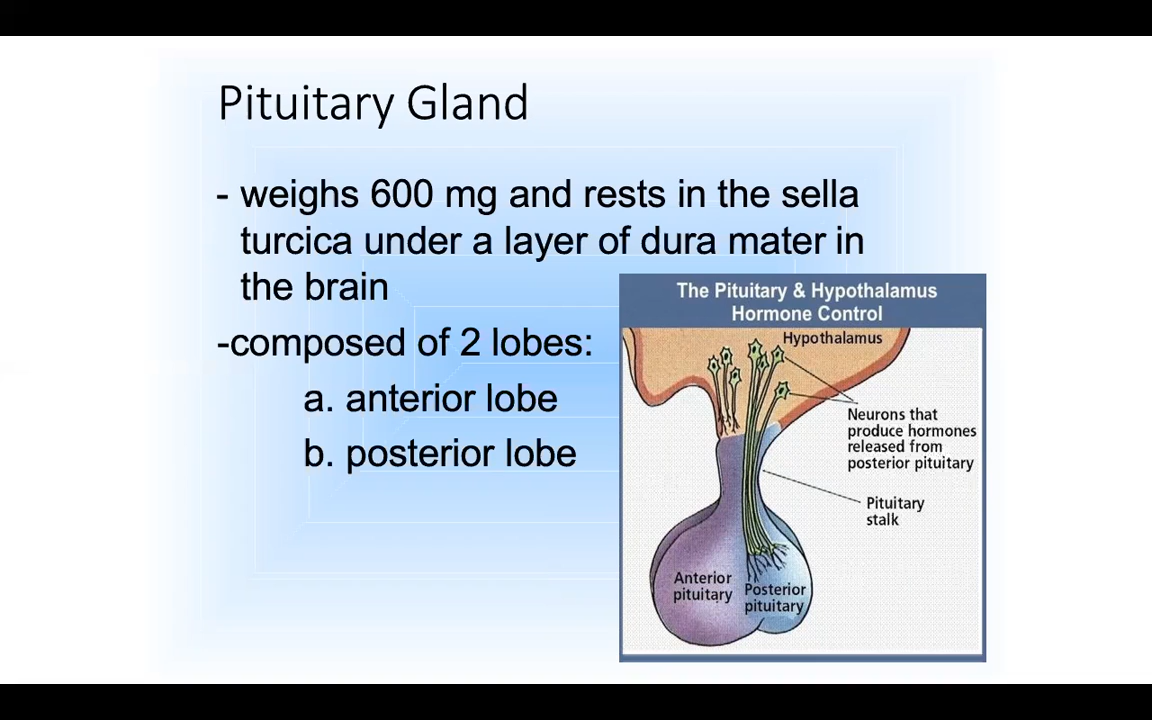 Pituitary Gland
- weighs 600 mg and rests in the sella
turcica under a layer of dura mater in
the brain
-composed of 2 lobes:
a. anterior lobe
b. posterior lobe
The Pituitary & Hypothalamus
Hormone Control
Hypothalamus
Neurons that
produce hormones
released from
posterior pituitary
Pituitary
stalk
Anterior
pituitary
Posterior
pituitary